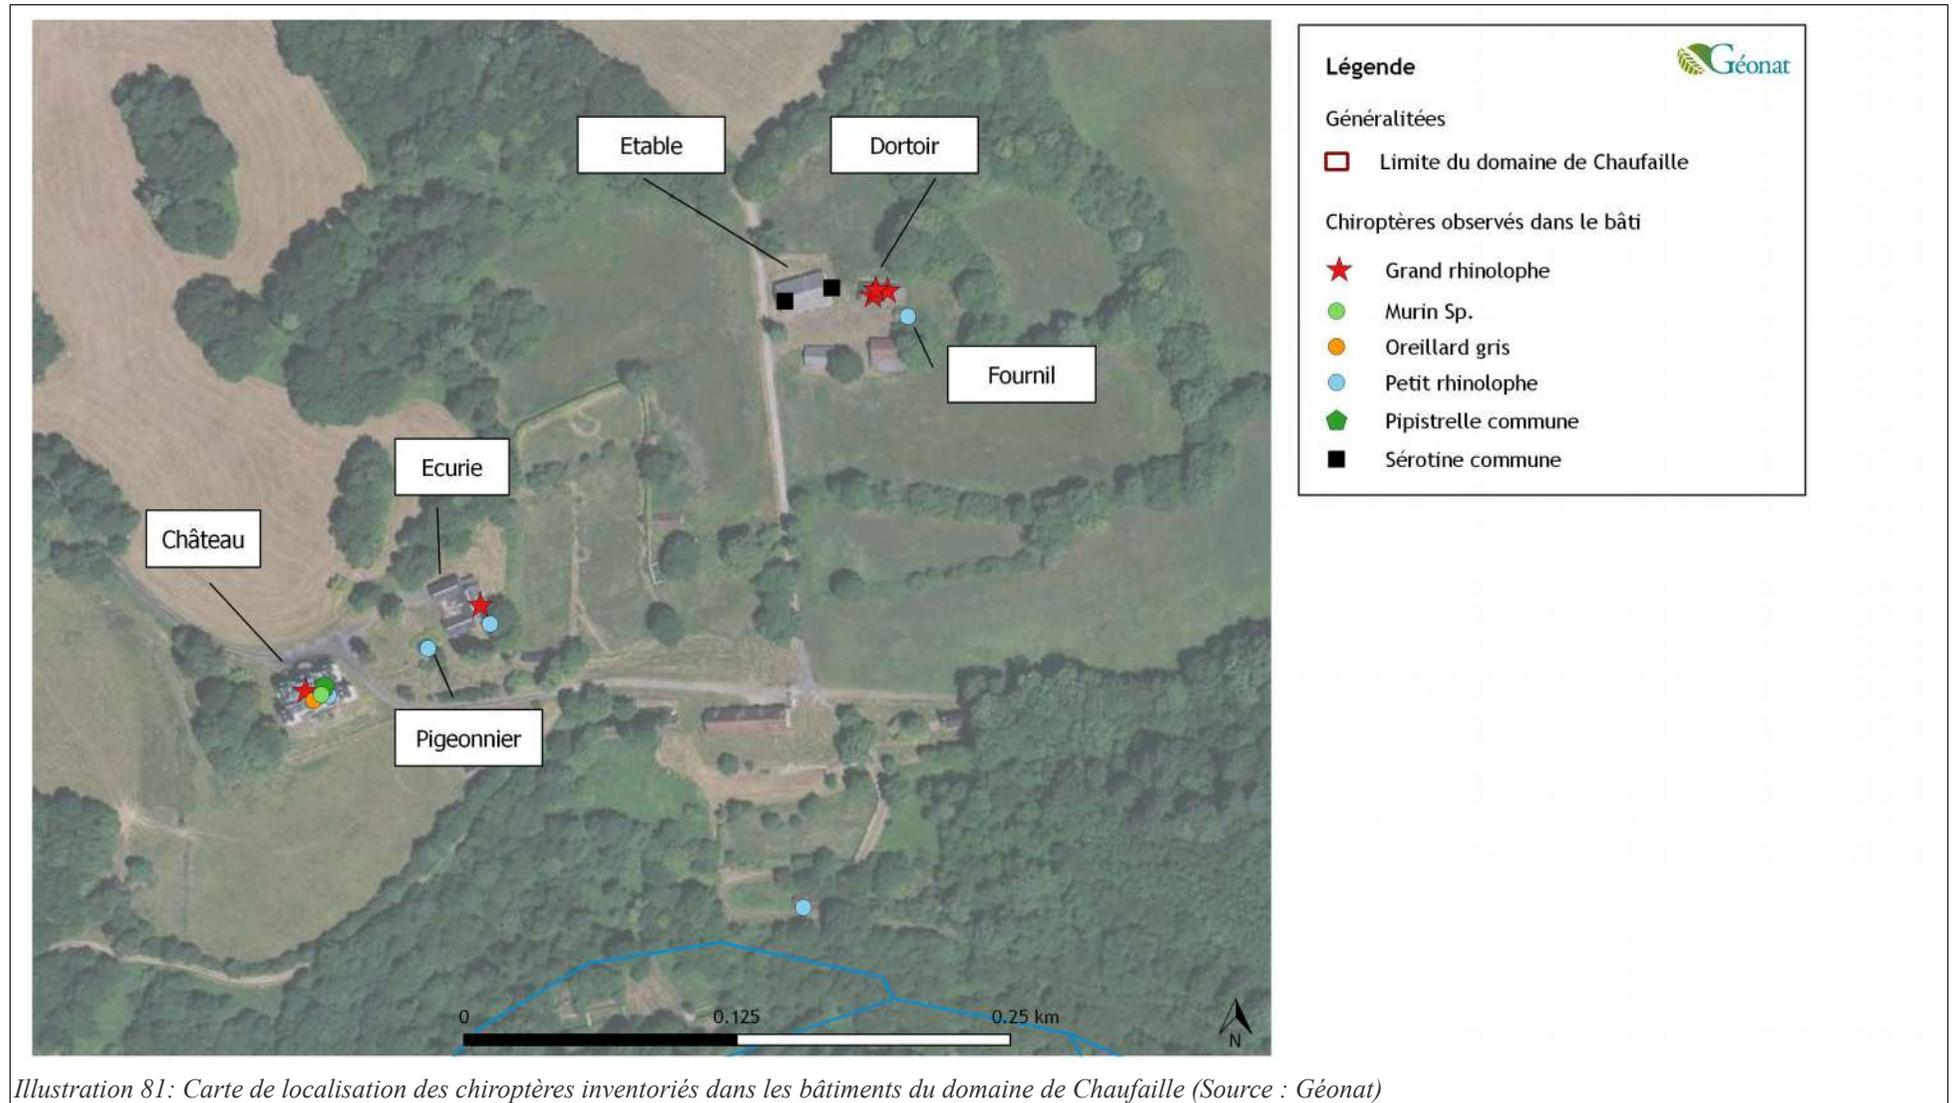 Etable
Dortoir
Fournil
Ecurie
Château
Pigeonnier
0 0.125 0.25 km
N
Légende
Géonat
Généralitées
Limite du domaine de Chaufaille
Chiroptères observés dans le bâti
Grand rhinolophe
Murin Sp.
Oreillard gris
Petit rhinolophe
Pipistrelle commune
Sérotine commune
Illustration 81: Carte de localisation des chiroptères inventoriés dans les bâtiments du domaine de Chaufaille (Source : Géonat)